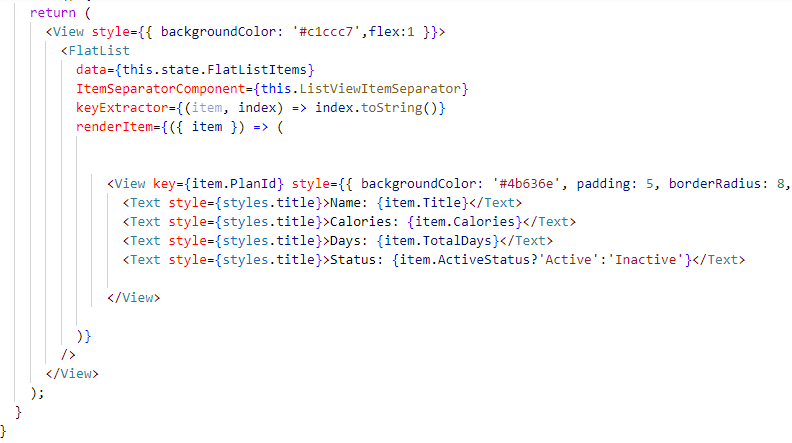 return (
<View style={{ backgroundColor: '#c1ccc7',flex:1 }}>
<FlatList
data={this.state.FlatListItems}
ItemSeparatorComponent={this.ListViewItemSeparator}
keyExtractor={(item, index) => index.toString()}
renderItem={({ item }) => (
<View key={item.PlanId} style={{ backgroundColor: '#4b636e', padding: 5, borderRadius: 8,
<Text style={styles.title}>Name: {item.Title}</Text>
<Text style={styles.title}>Calories: {item.Calories}</Text>
<Text style={styles.title}>Days: {item.TotalDays}</Text>
<Text style={styles.title}>Status: {item.ActiveStatus?'Active':'Inactive'}</Text>
</View>
)}
/>
</View>
);
}
}